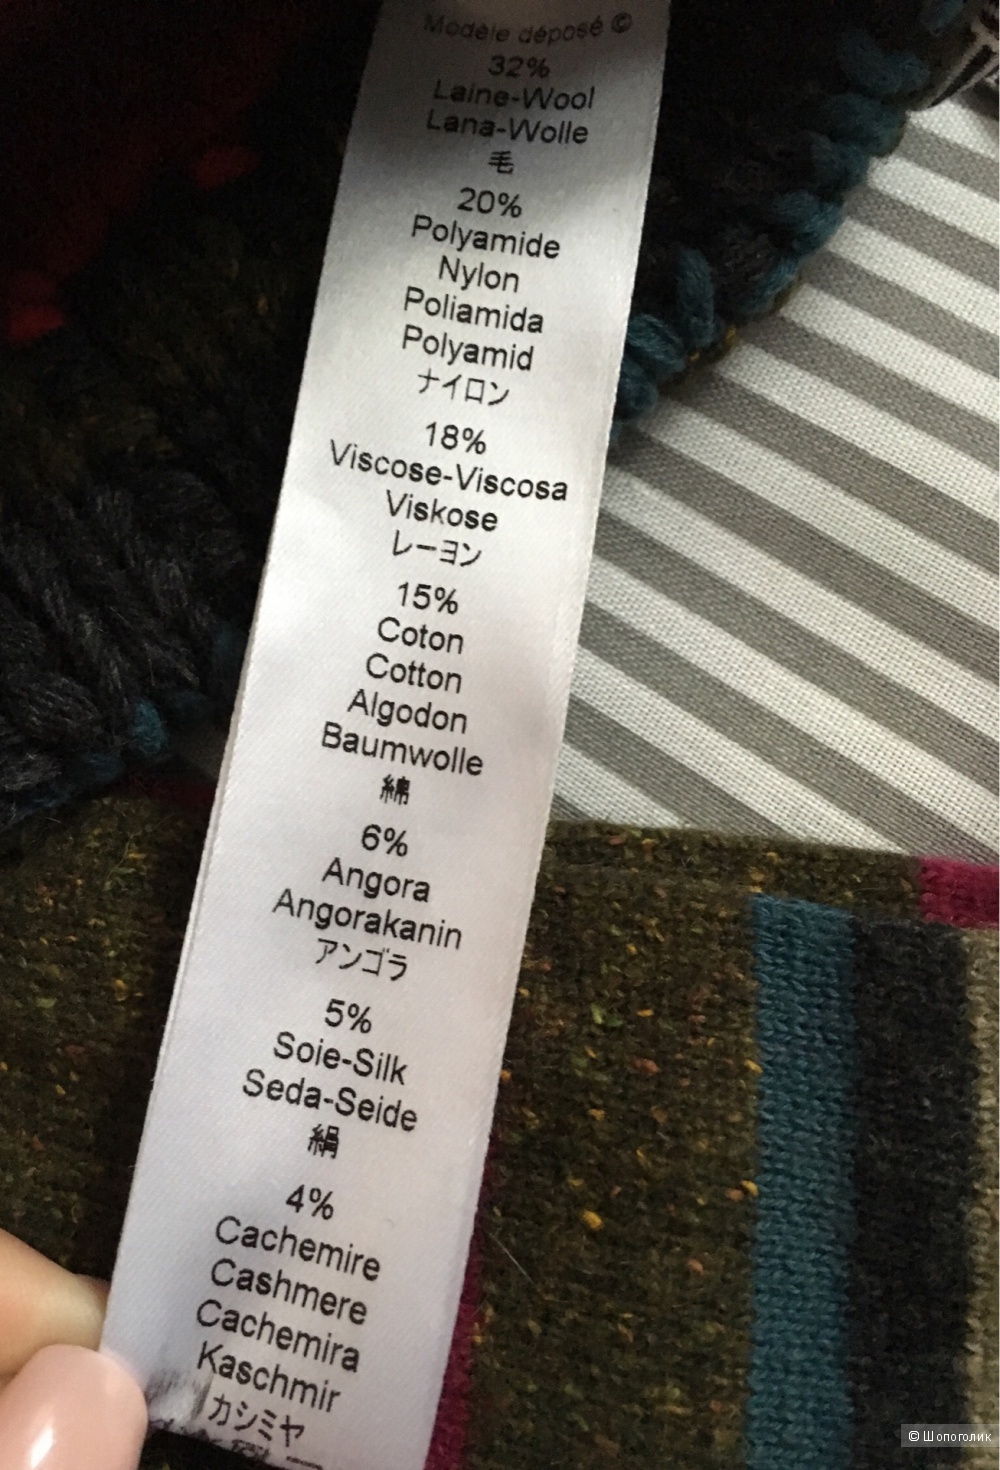 Modèle déposé ©
32%
Laine-Wool
Lana-Wolle
毛
20%
Polyamide
Nylon
Poliamida
Polyamid
ナイロン
18%
Viscose-Viscosa
Viskose
レーヨン
15%
Coton
Cotton
Algodon
Baumwolle
綿
6%
Angora
Angorakanin
アンゴラ
5%
Soie-Silk
Seda-Seide
絹
4%
Cachemire
Cashmere
Cachemira
Kaschmir
カシミヤ
© Шопоголик